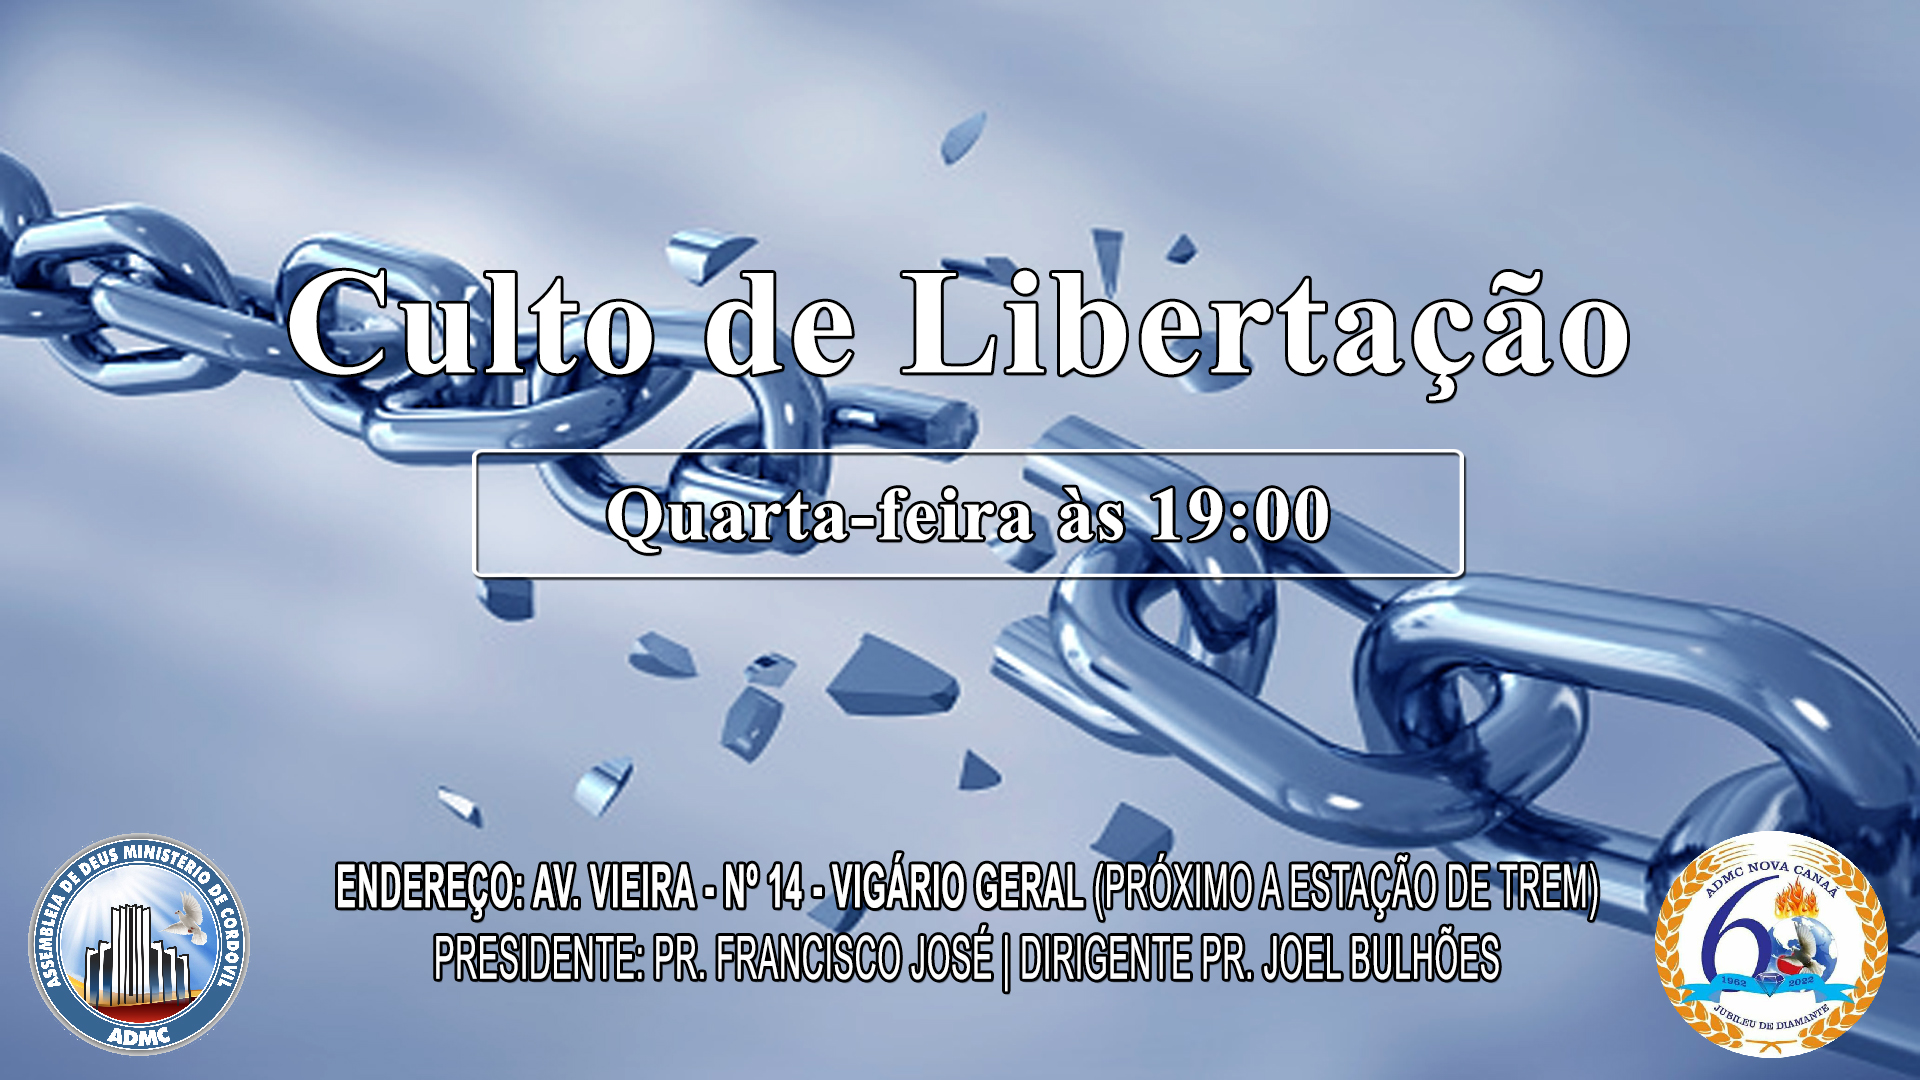 Culto de Libertação
Quarta-feira às 19:00
ENDEREÇO: AV. VIEIRA - Nº 14 - VIGÁRIO GERAL (PRÓXIMO A ESTAÇÃO DE TREM)
PRESIDENTE: PR. FRANCISCO JOSÉ | DIRIGENTE PR. JOEL BULHÕES
ASSEMBLEIA DE DEUS MINISTÉRIO DE CORDOVIL
ADMC
ADMC NOVA CANAÃ
60
1962 2022
JUBILEU DE DIAMANTE